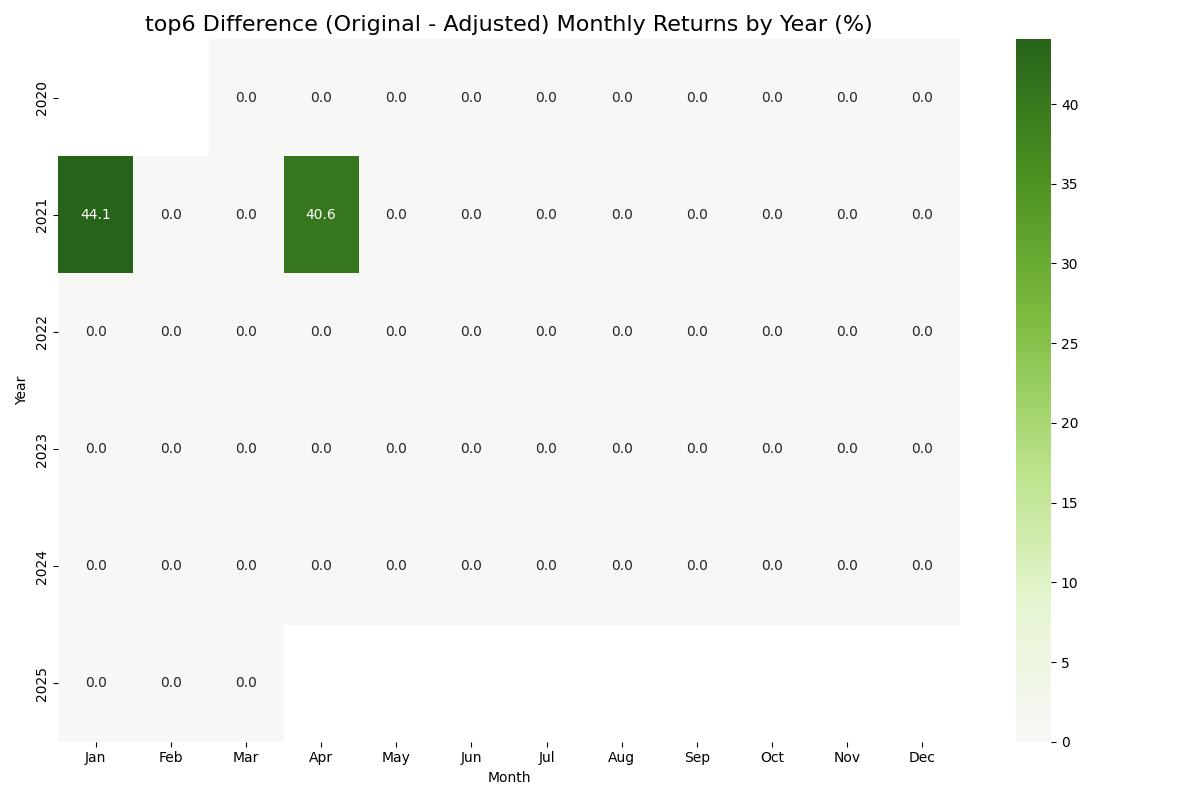 top6 Difference (Original - Adjusted) Monthly Returns by Year (%)
2020 0.0 0.0 0.0 0.0 0.0 0.0 0.0 0.0 0.0 0.0
2021 44.1 0.0 0.0 40.6 0.0 0.0 0.0 0.0 0.0 0.0 0.0 0.0
2022 0.0 0.0 0.0 0.0 0.0 0.0 0.0 0.0 0.0 0.0 0.0 0.0
2023 0.0 0.0 0.0 0.0 0.0 0.0 0.0 0.0 0.0 0.0 0.0 0.0
2024 0.0 0.0 0.0 0.0 0.0 0.0 0.0 0.0 0.0 0.0 0.0 0.0
2025 0.0 0.0 0.0
Year
Jan Feb Mar Apr May Jun Jul Aug Sep Oct Nov Dec
Month
40
35
30
25
20
15
10
5
0